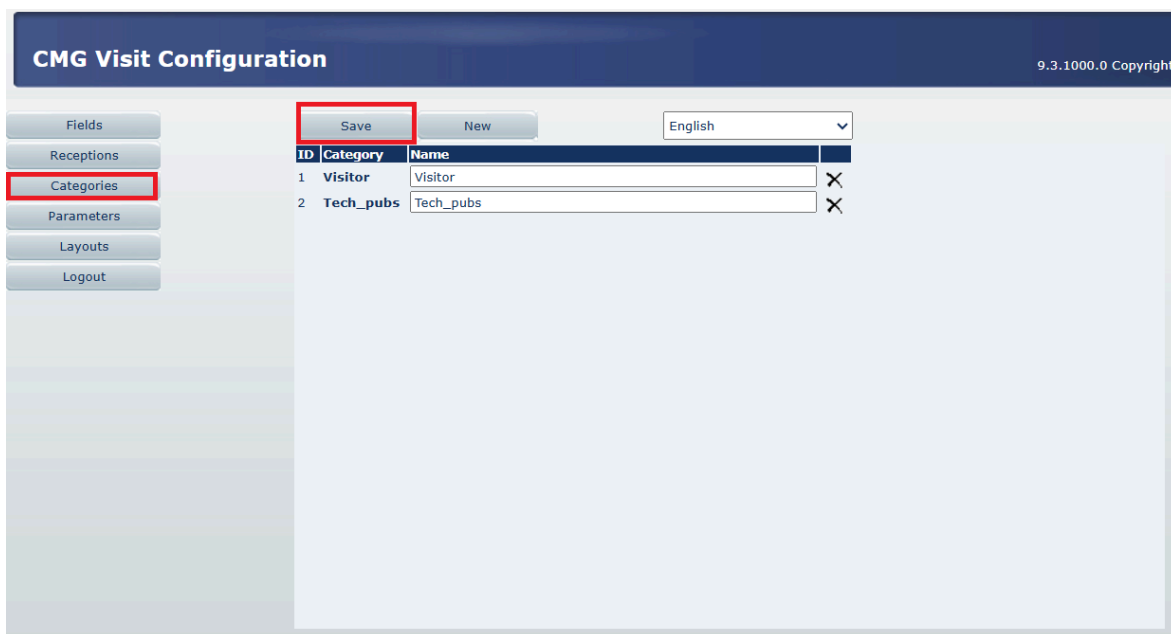 CMG Visit Configuration
9.3.1000.0 Copyright
Fields
Receptions
Categories
Parameters
Layouts
Logout
Save New English
ID Category Name
1 Visitor Visitor
2 Tech_pubs Tech_pubs